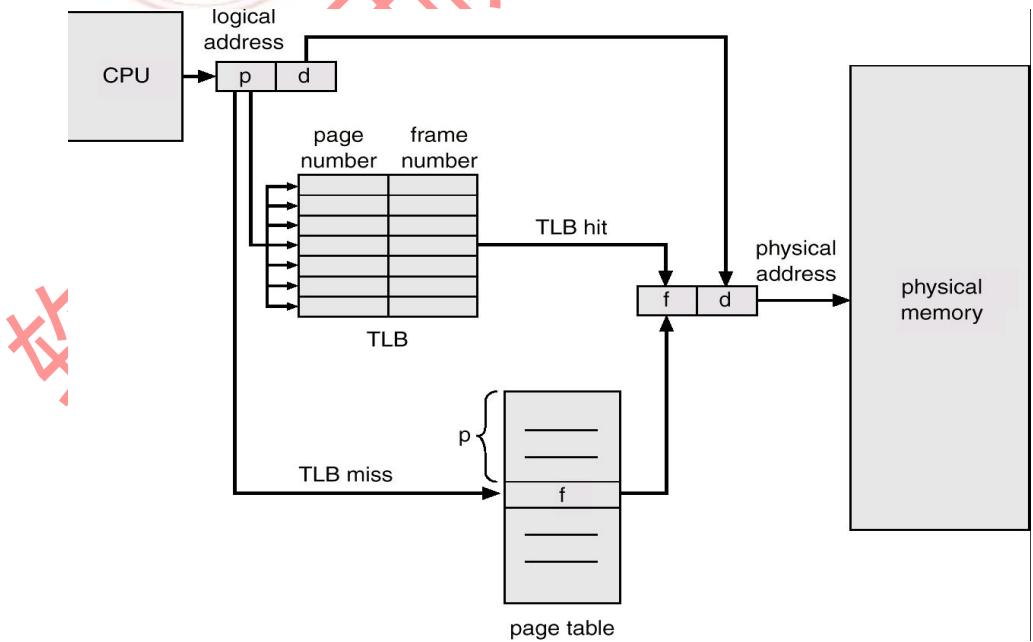 logical
address
CPU
p
d
page
number
frame
number
TLB hit
TLB
physical
address
f
d
physical
memory
p
TLB miss
f
page table